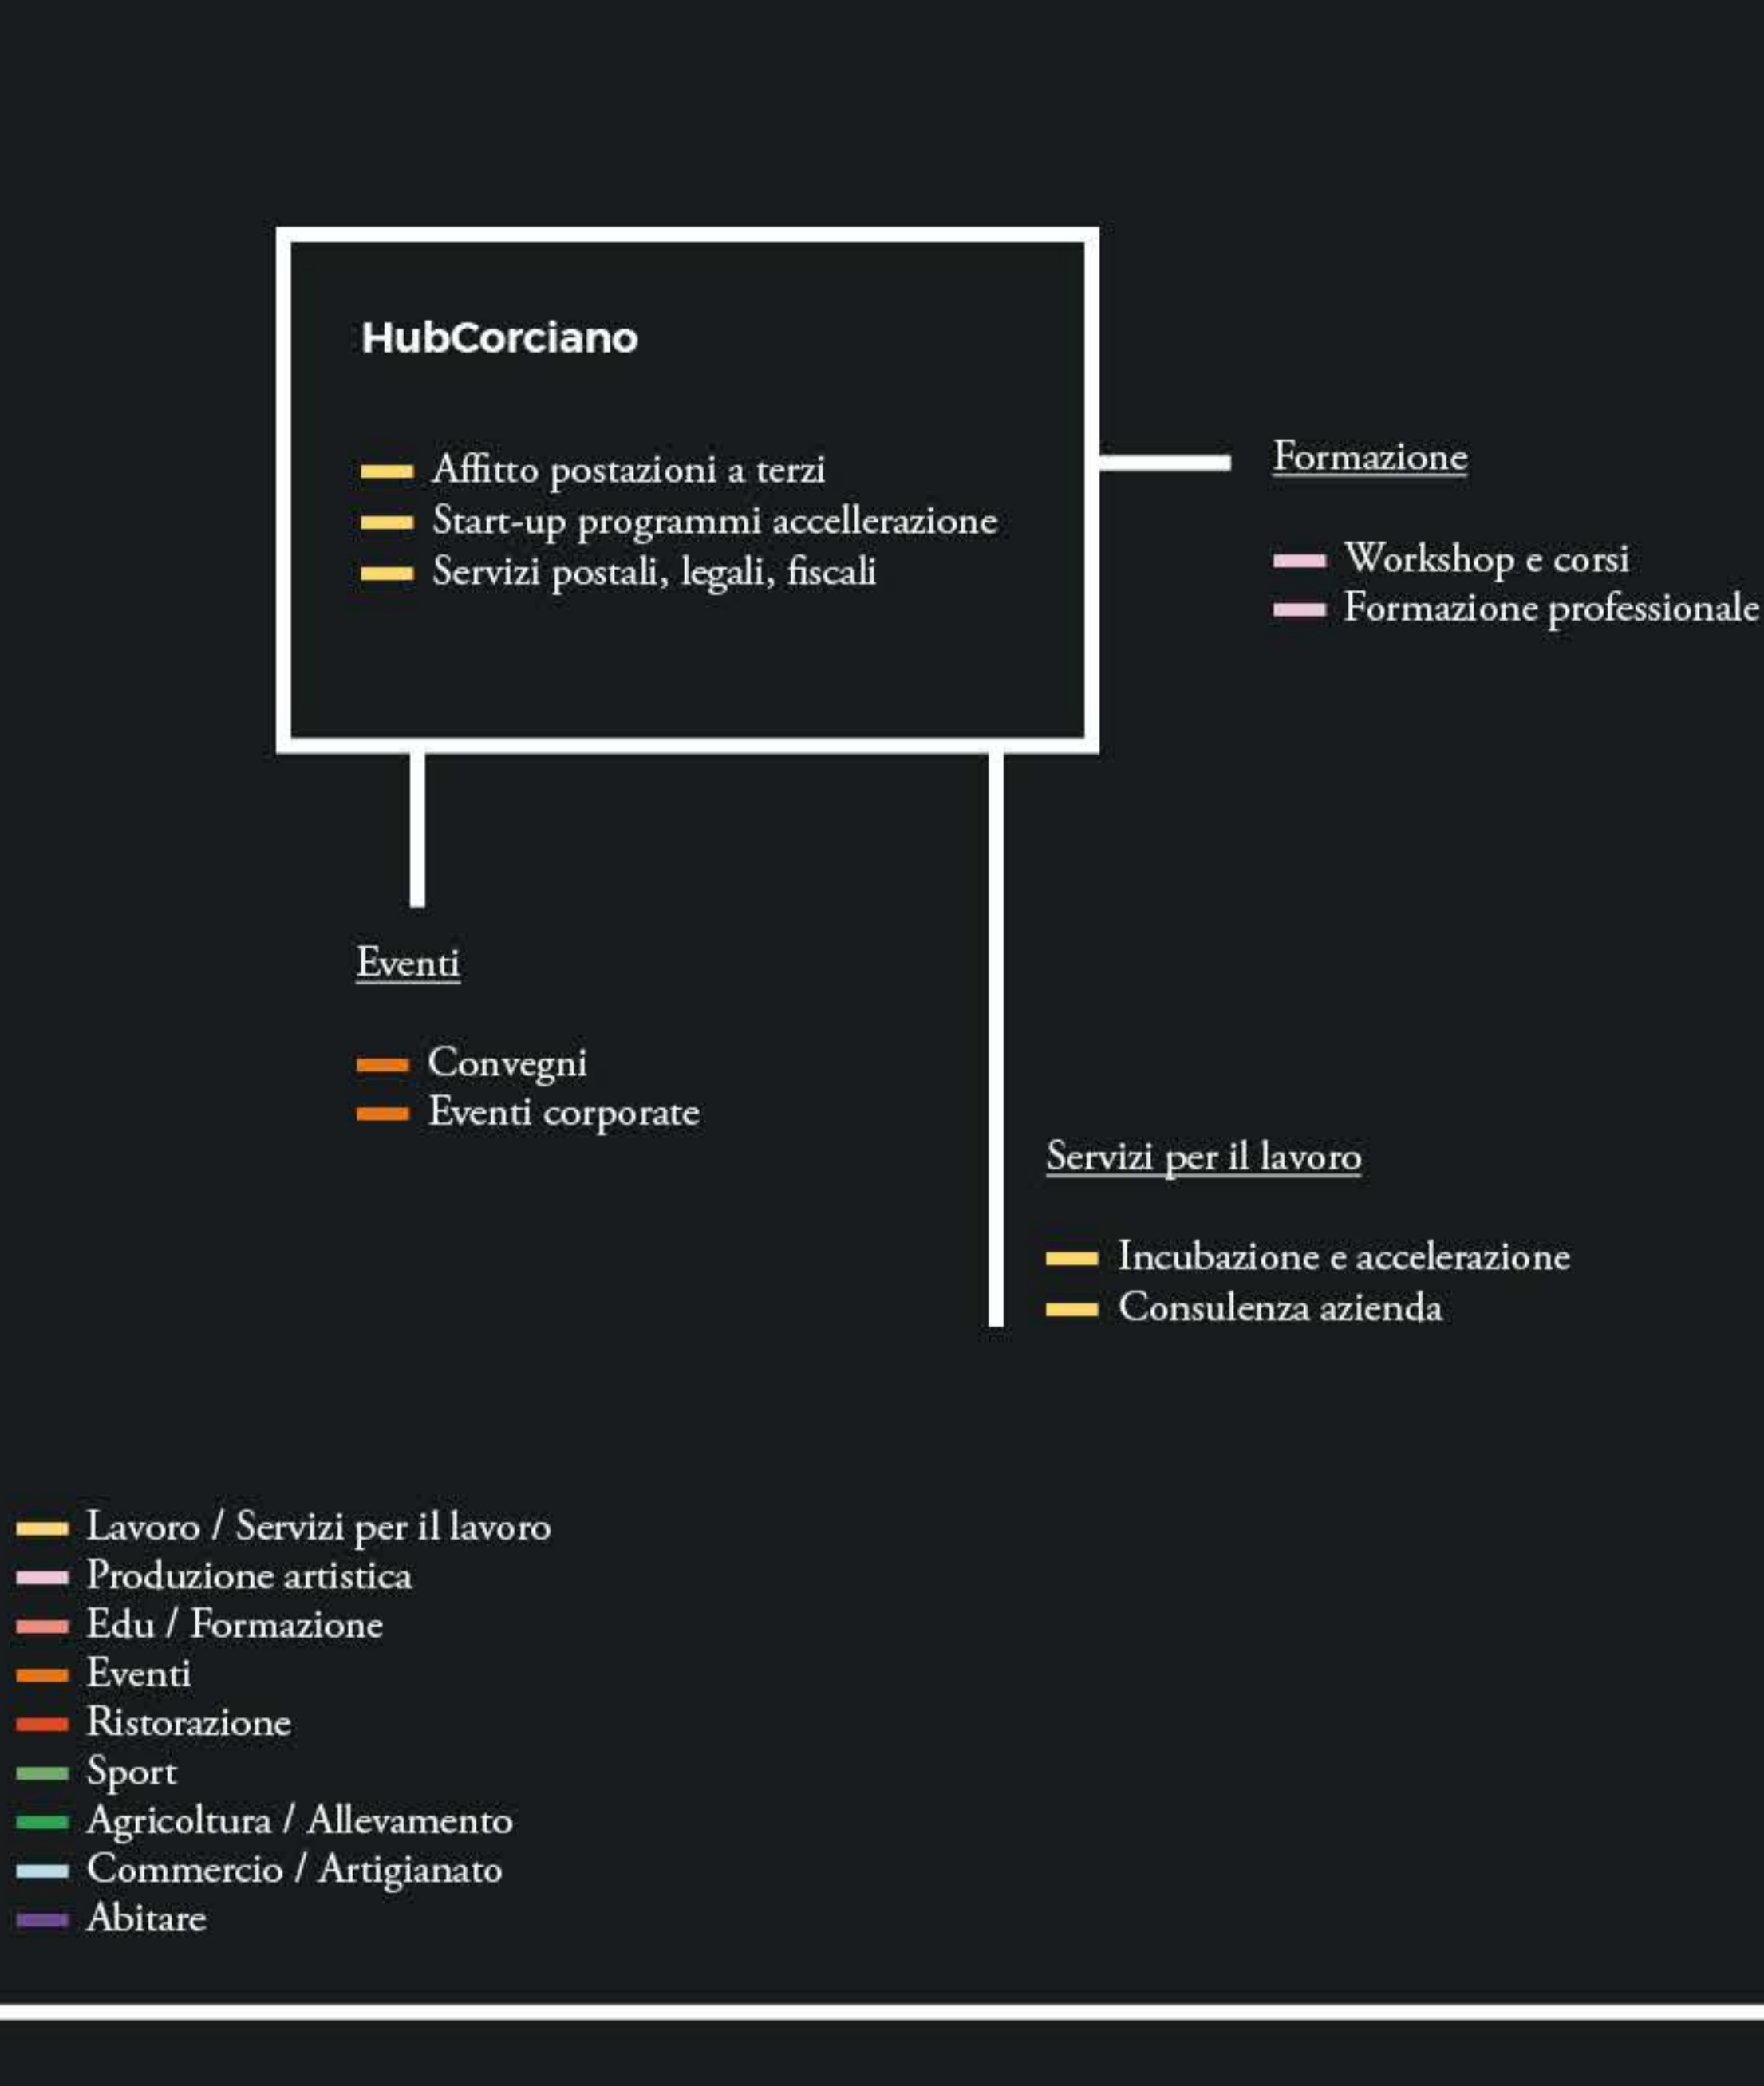 HubCorciano
Affitto postazioni a terzi
Start-up programmi accellerazione
Servizi postali, legali, fiscali
Formazione
Workshop e corsi
Formazione professionale
Eventi
Convegni
Eventi corporate
Servizi per il lavoro
Incubazione e accelerazione
Consulenza azienda
Lavoro / Servizi per il lavoro
Produzione artistica
Edu / Formazione
Eventi
Ristorazione
Sport
Agricoltura / Allevamento
Commercio / Artigianato
Abitare